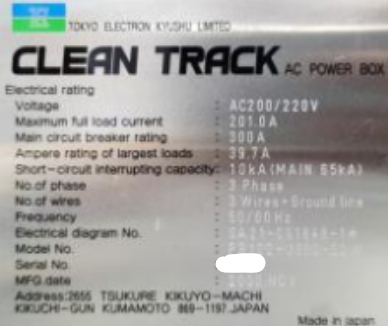 TOKYO ELECTRON KYUSHU LIMITED
CLEAN TRACK AC POWER BOX
Electrical rating
Voltage : AC200/220V
Maximum full load current : 201.0A
Main circuit breaker rating : 300A
Ampere rating of largest loads : 39.7A
Short-circuit interrupting capacity: 10kA(MAIN 65kA)
No.of phase : 3 Phase
No.of wires : 3 Wires+Ground line
Frequency : 50/60Hz
Electrical diagram No. :
Model No. :
Serial No.
MFG.date :
Address:2655 TSUKURE KIKUYO-MACHI
KIKUCHI-GUN KUMAMOTO 869-1197.JAPAN
Made in japan